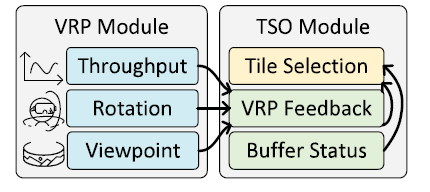 VRP Module
Throughput
Rotation
Viewpoint
TSO Module
Tile Selection
VRP Feedback
Buffer Status